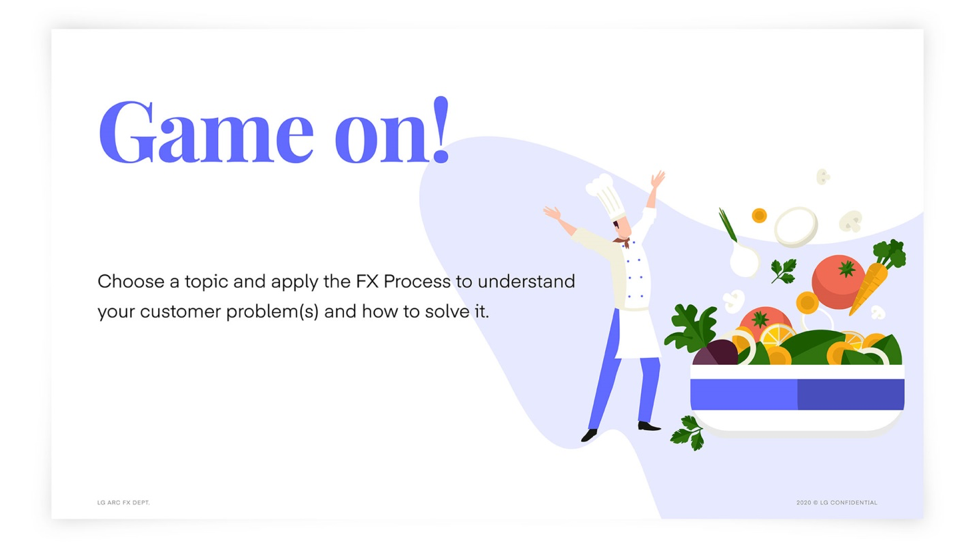 Game on!
Choose a topic and apply the FX Process to understand
your customer problem(s) and how to solve it.
LG ARC FX DEPT.
2020 © LG CONFIDENTIAL